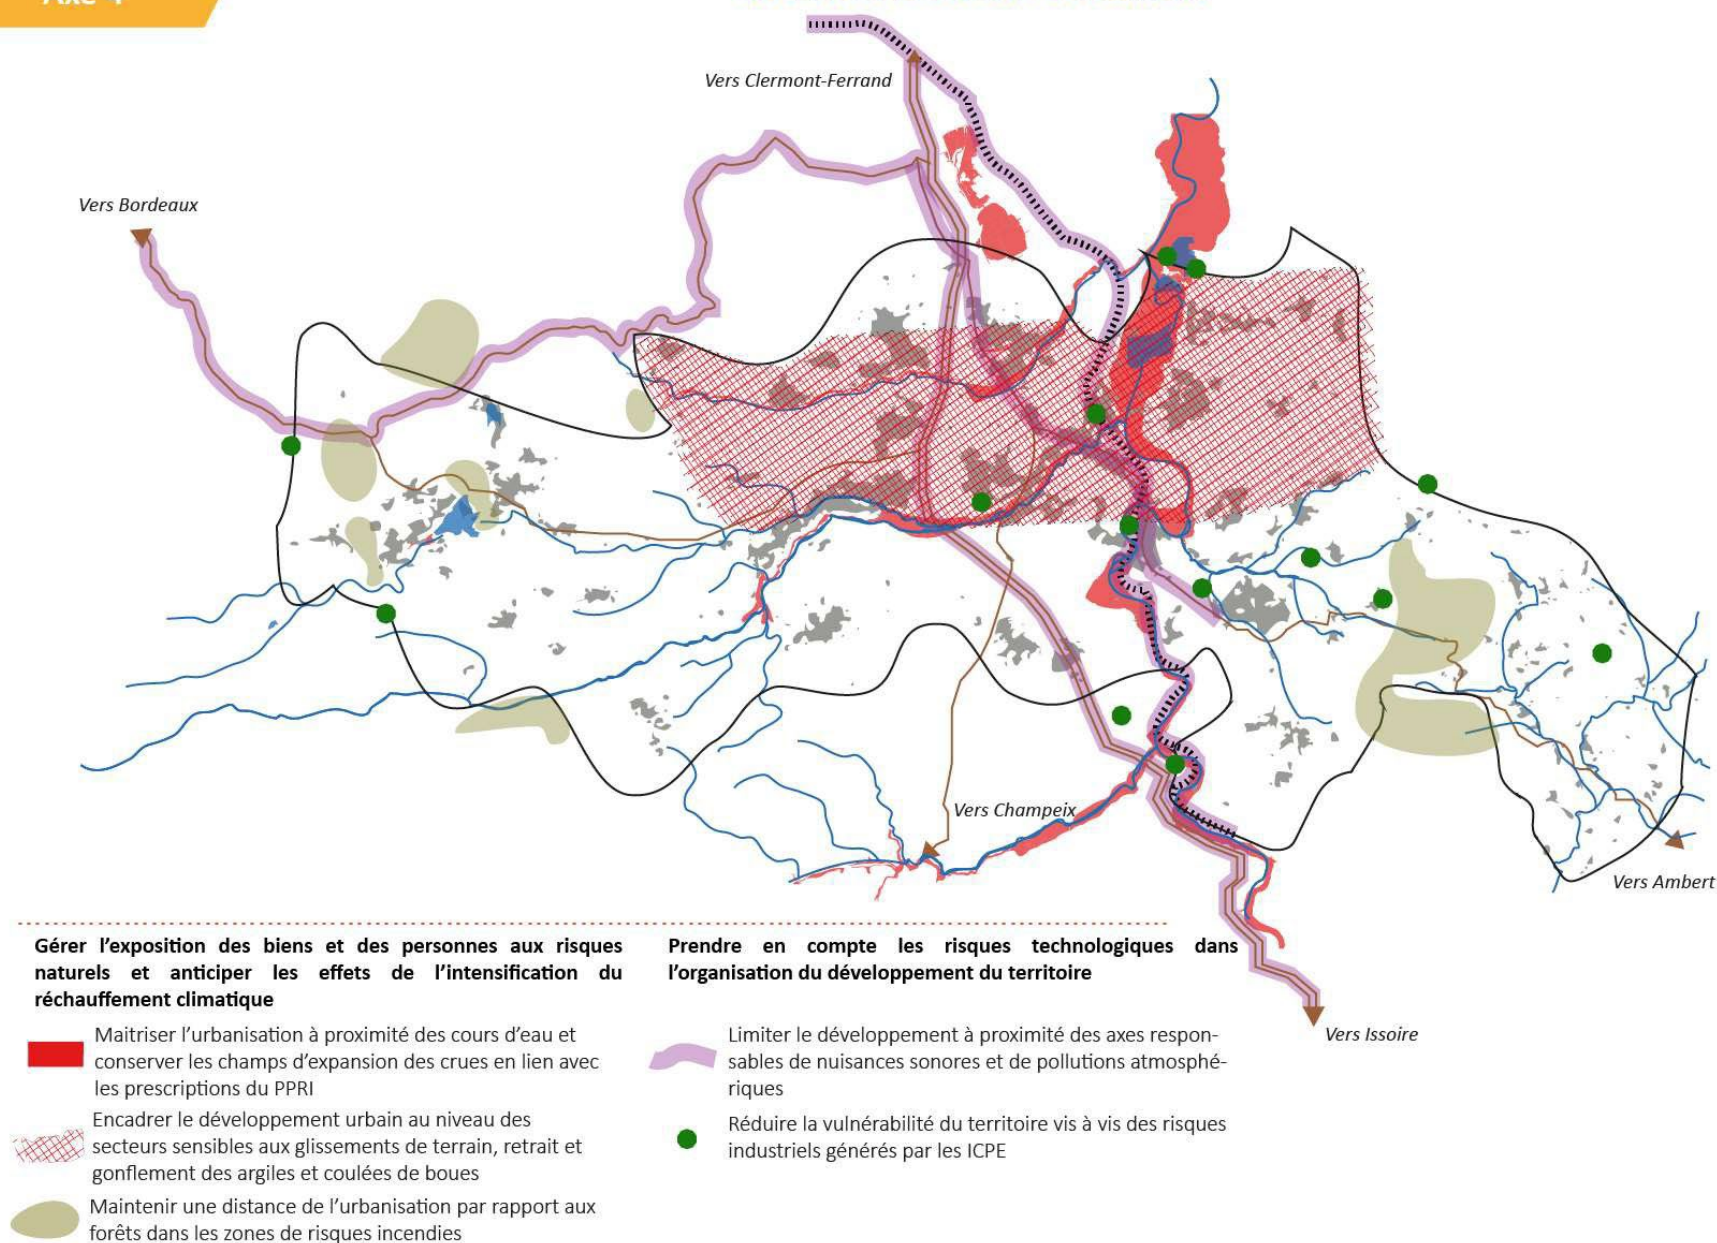 Axe 4
Vers Clermont-Ferrand
Vers Bordeaux
Vers Champeix
Vers Ambert
Vers Issoire
Gérer l'exposition des biens et des personnes aux risques
naturels et anticiper les effets de l'intensification du
réchauffement climatique
Maitriser l'urbanisation à proximité des cours d'eau et
conserver les champs d'expansion des crues en lien avec
les prescriptions du PPRI
Encadrer le développement urbain au niveau des
secteurs sensibles aux glissements de terrain, retrait et
gonflement des argiles et coulées de boues
Maintenir une distance de l'urbanisation par rapport aux
forêts dans les zones de risques incendies
Prendre en compte les risques technologiques dans
l'organisation du développement du territoire
Limiter le développement à proximité des axes respon-
sables de nuisances sonores et de pollutions atmosphé-
riques
Réduire la vulnérabilité du territoire vis à vis des risques
industriels générés par les ICPE